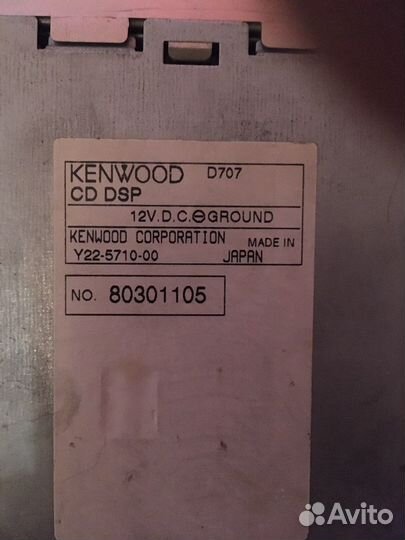 KENWOOD D707
CD DSP
12V.D.C.⊖GROUND
KENWOOD CORPORATION MADE IN
Y22-5710-00 JAPAN
NO. 80301105
Avito